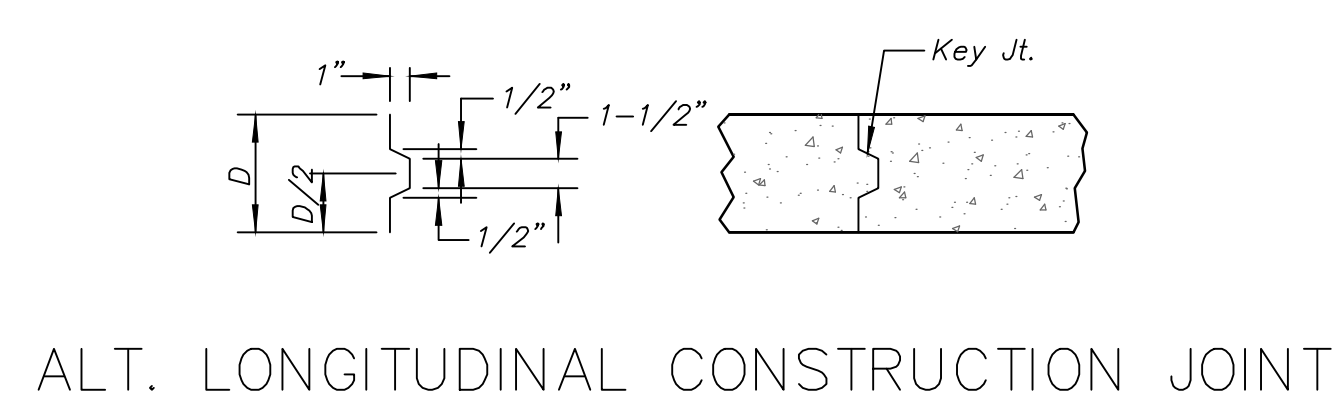 Key Jt.
1"
1/2"
1-1/2"
D
D/2
1/2"
ALT. LONGITUDINAL CONSTRUCTION JOINT